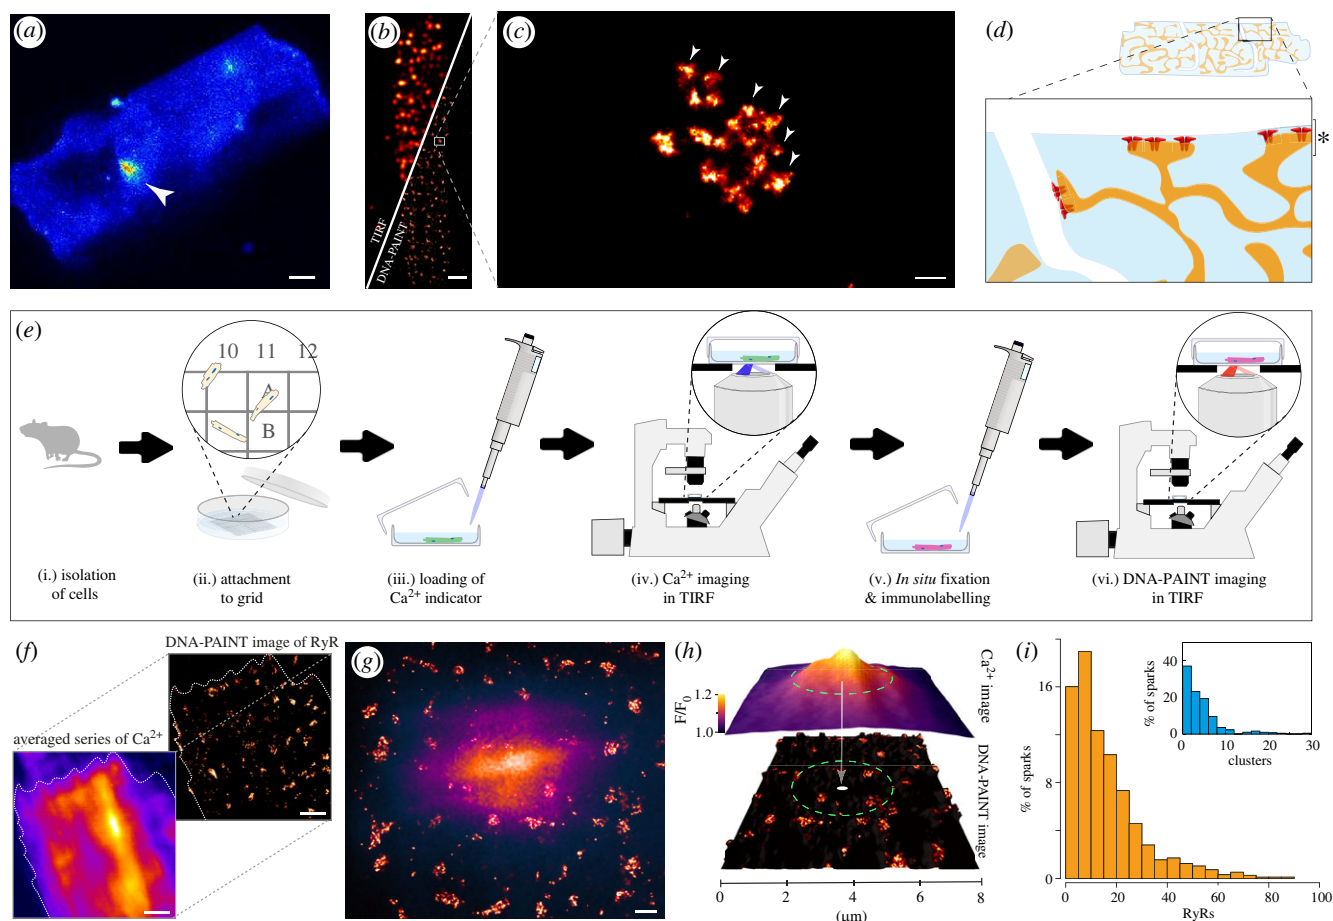 (a)
(b)
TIRF
DNA-PAINT
(c)
(d)
*
(e)
10 11 12
A
B
(i.) isolation
of cells
(ii.) attachment
to grid
(iii.) loading of
Ca2+ indicator
(iv.) Ca2+ imaging
in TIRF
(v.) In situ fixation
& immunolabelling
(vi.) DNA-PAINT imaging
in TIRF
(f)
DNA-PAINT image of RyR
averaged series of Ca2+
(g)
(h)
F/F0
1.2
1.0
Ca2+ image
DNA-PAINT image
0 2 4 6 8
(μm)
(i)
% of sparks
16
12
8
4
0
0 20 40 60 80 100
RyRs
% of sparks
40
20
0
0 10 20 30
clusters